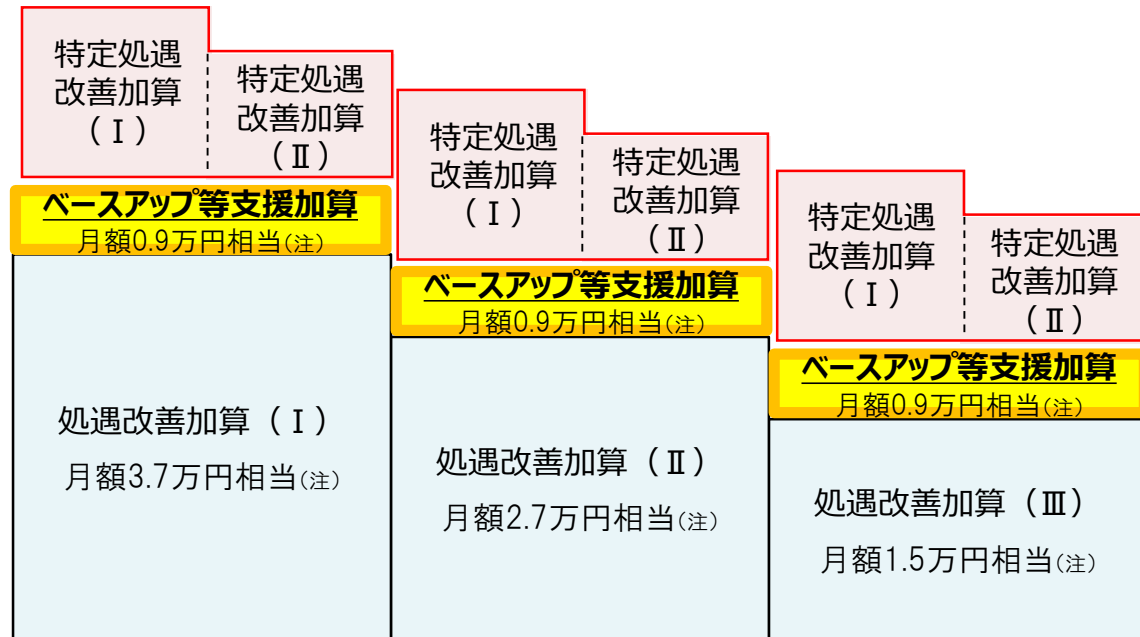 特定処遇
改善加算
（Ⅰ）
特定処遇
改善加算
（Ⅱ）
ベースアップ等支援加算
月額0.9万円相当(注)
処遇改善加算（Ⅰ）
月額3.7万円相当(注)
特定処遇
改善加算
（Ⅰ）
特定処遇
改善加算
（Ⅱ）
ベースアップ等支援加算
月額0.9万円相当(注)
処遇改善加算（Ⅱ）
月額2.7万円相当(注)
特定処遇
改善加算
（Ⅰ）
特定処遇
改善加算
（Ⅱ）
ベースアップ等支援加算
月額0.9万円相当(注)
処遇改善加算（Ⅲ）
月額1.5万円相当(注)